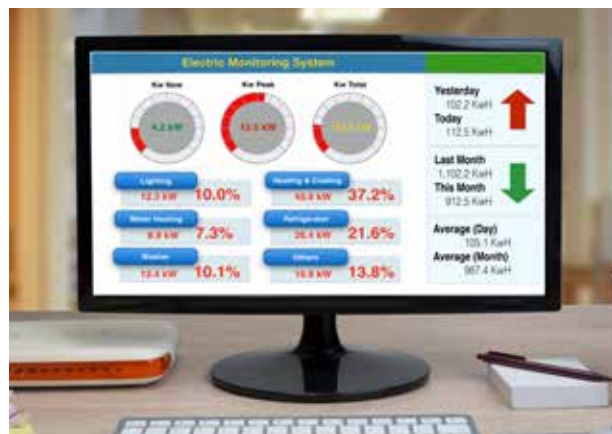 Electric Monitoring System
Kw Now
Kw Peak
Kw Total
4.2 kW
12.5 kW
Lighting
12.3 kW 10.0%
Heating & Cooling
45.6 kW 37.2%
Water Heating
8.9 kW 7.3%
Refrigerator
26.4 kW 21.6%
Washer
12.4 kW 10.1%
Others
16.9 kW 13.8%
Yesterday
102.2 KwH
Today
112.5 KwH
Last Month
1,102.2 KwH
This Month
912.5 KwH
Average (Day)
105.1 KwH
Average (Month)
967.4 KwH